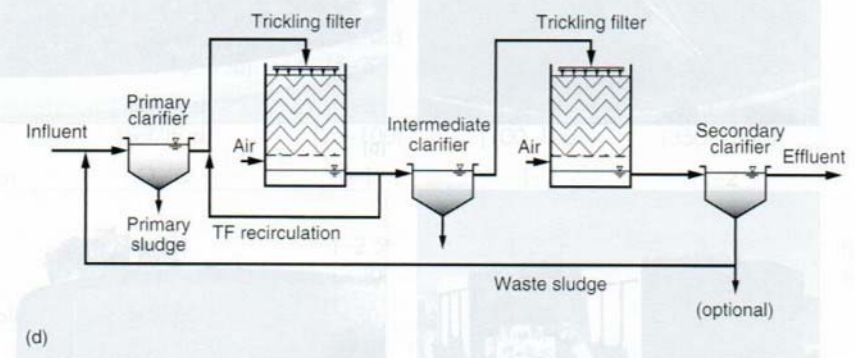 Trickling filter
Trickling filter
Primary
clarifier
Influent
Air
Intermediate
clarifier
Air
Secondary
clarifier
Effluent
Primary
sludge
TF recirculation
Waste sludge
(optional)
(d)